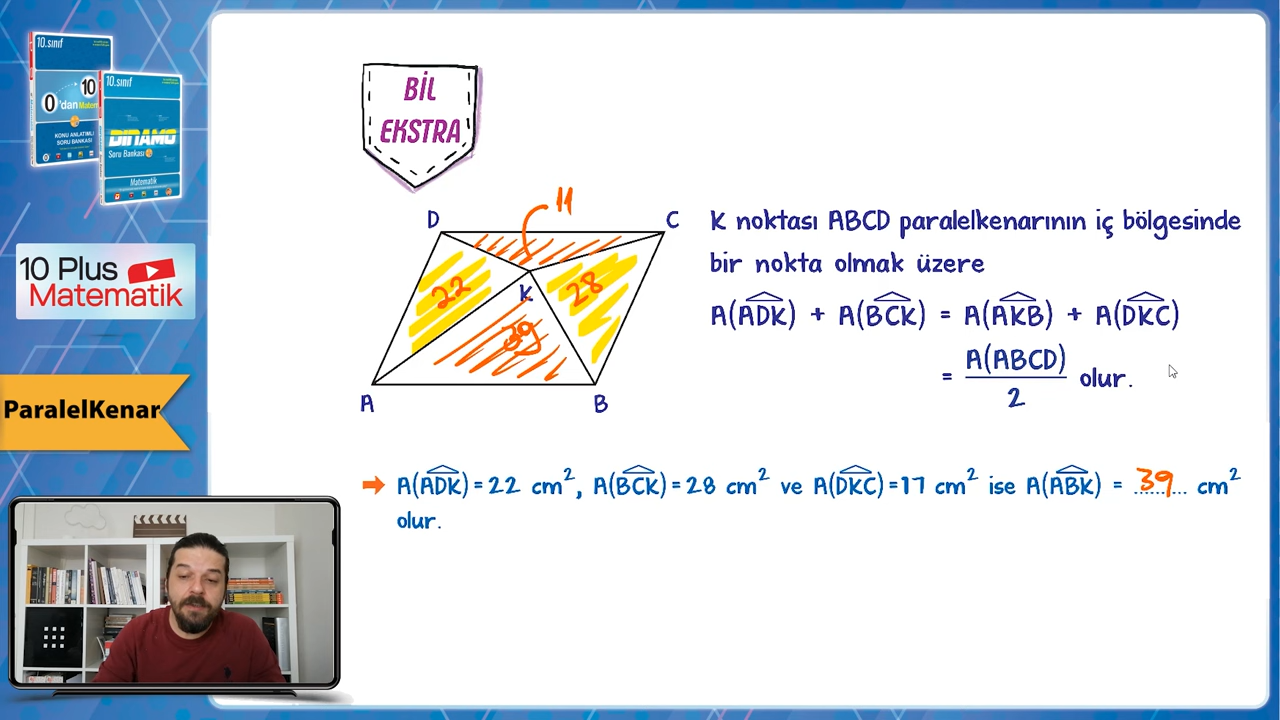 10.sınıf
0'dan 10
Matem
KONU ANLATIMLI
SORU BANKASI
10.sınıf
DİNAMO
Soru Bankası
Matematik
10 Plus
Matematik
ParalelKenar
BİL
EKSTRA
11
D
C
22
K
28
39
A
B
K noktası ABCD paralelkenarının iç bölgesinde
bir nokta olmak üzere
A(ADK) + A(BCK) = A(AKB) + A(DKC)
= A(ABCD)/2 olur.
➡ A(ADK) = 22 cm², A(BCK) = 28 cm² ve A(DKC) = 17 cm² ise A(ABK) = 39 cm²
olur.